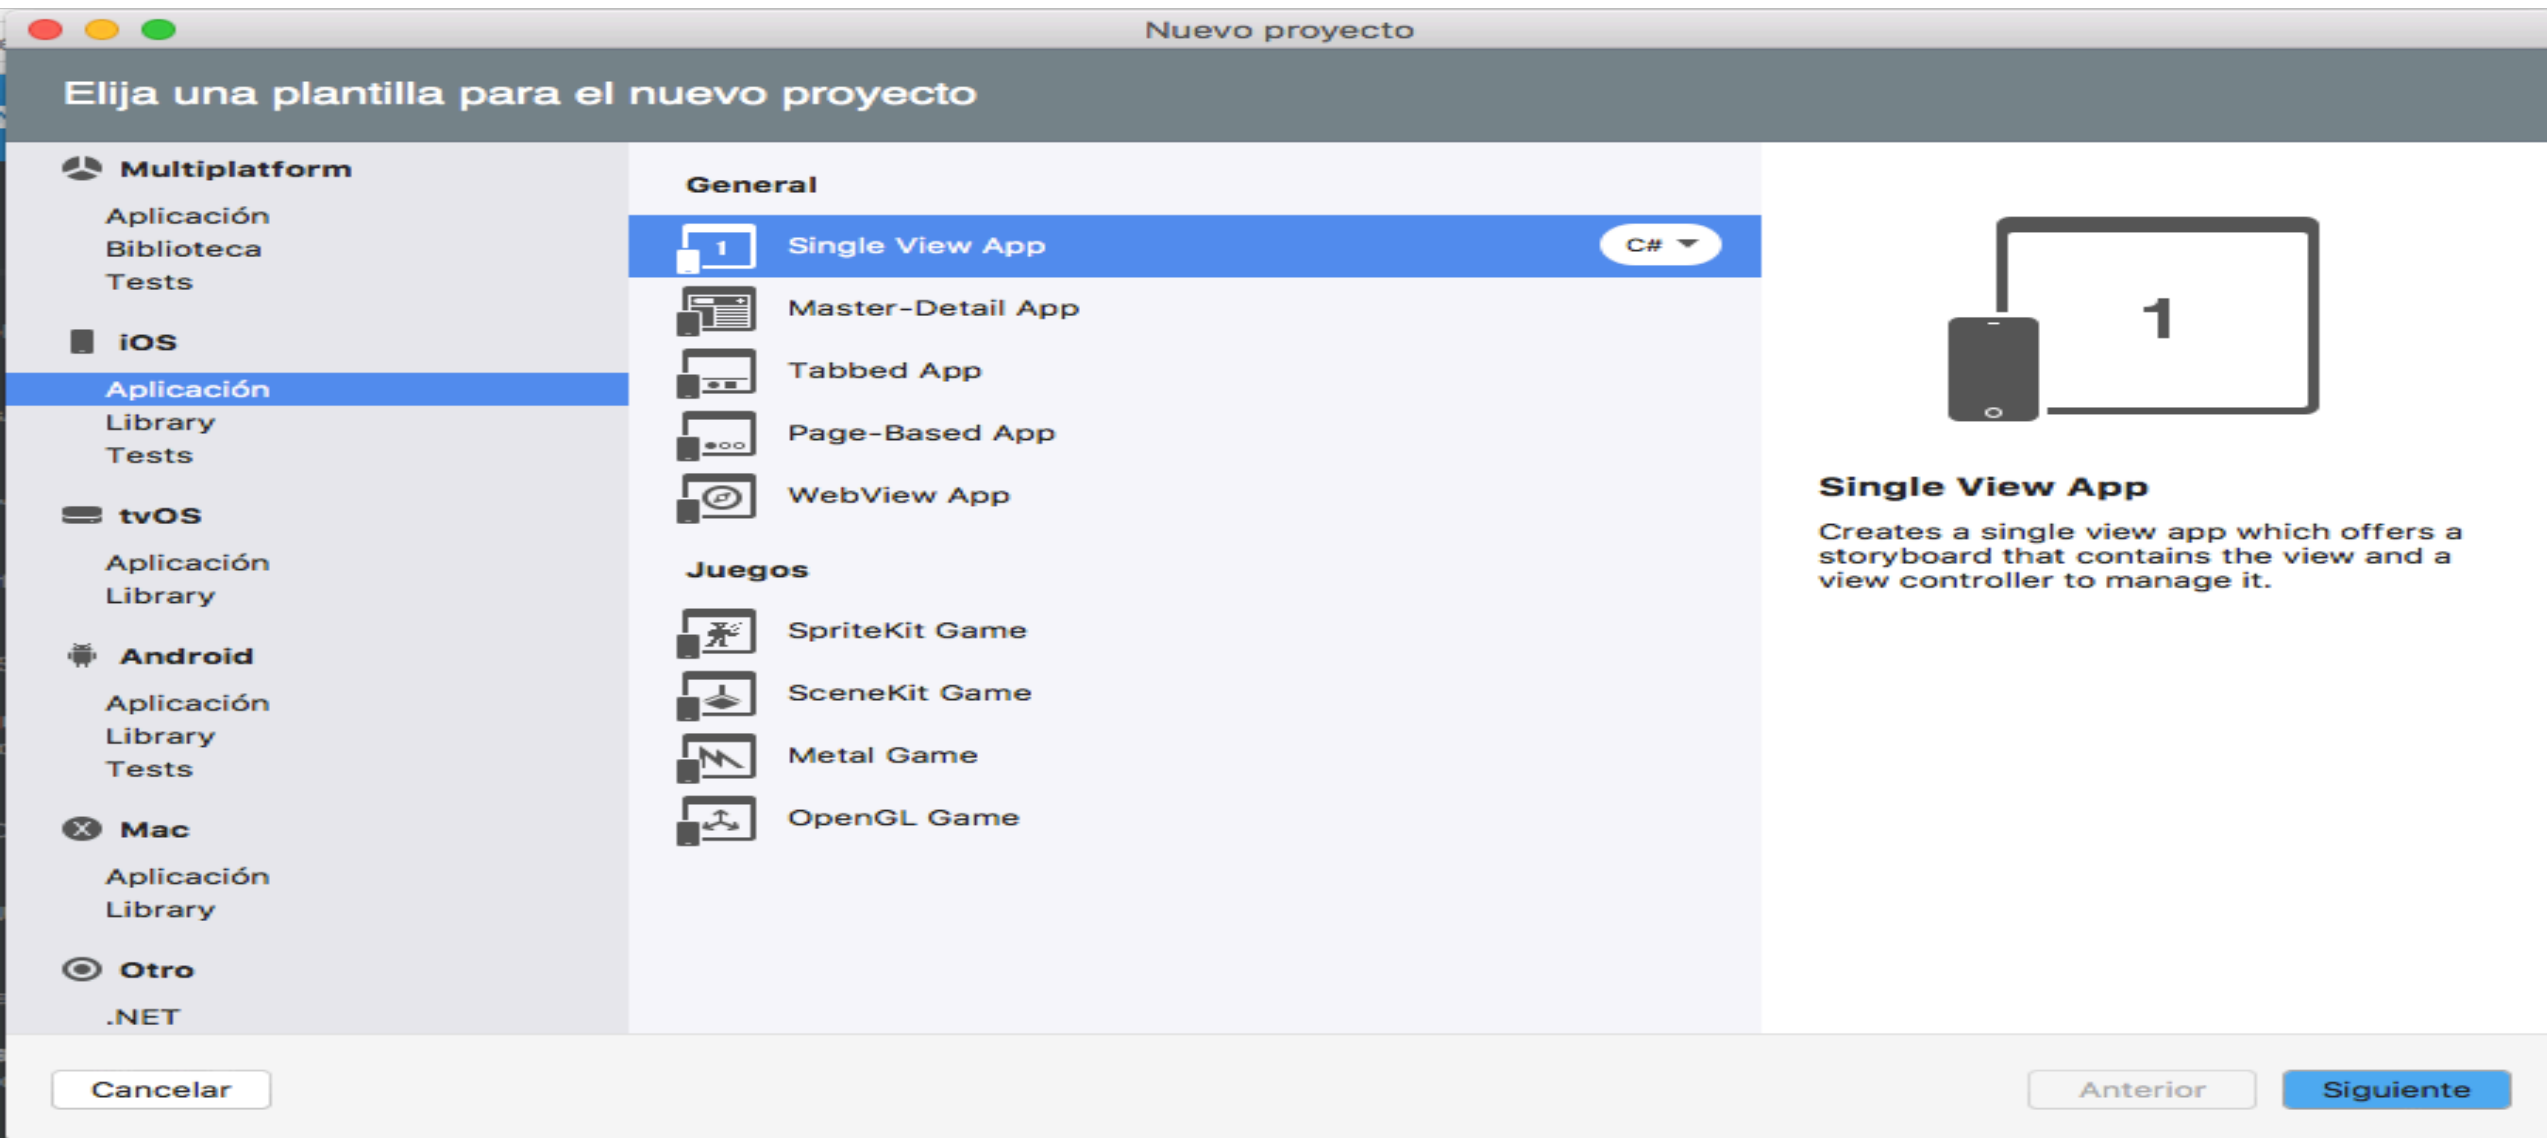 Nuevo proyecto
Elija una plantilla para el nuevo proyecto
Multiplatform
Aplicación
Biblioteca
Tests
iOS
Aplicación
Library
Tests
tvOS
Aplicación
Library
Android
Aplicación
Library
Tests
Mac
Aplicación
Library
Otro
.NET
General
1 Single View App C#
Master-Detail App
Tabbed App
Page-Based App
WebView App
Juegos
SpriteKit Game
SceneKit Game
Metal Game
OpenGL Game
1
Single View App
Creates a single view app which offers a
storyboard that contains the view and a
view controller to manage it.
Cancelar
Anterior
Siguiente